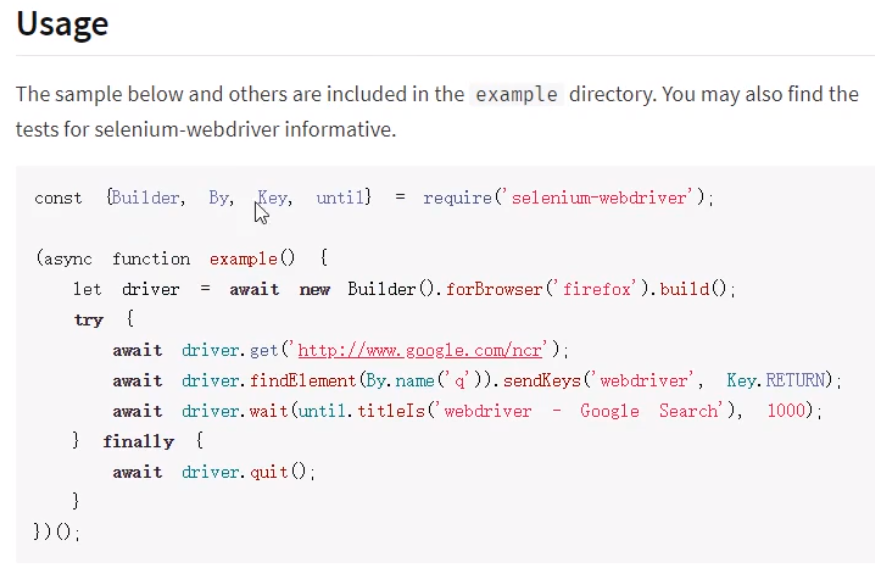 Usage
The sample below and others are included in the example directory. You may also find the
tests for selenium-webdriver informative.
const {Builder, By, Key, until} = require('selenium-webdriver');
(async function example() {
let driver = await new Builder().forBrowser('firefox').build();
try {
await driver.get('http://www.google.com/ncr');
await driver.findElement(By.name('q')).sendKeys('webdriver', Key.RETURN);
await driver.wait(until.titleIs('webdriver - Google Search'), 1000);
} finally {
await driver.quit();
}
})();